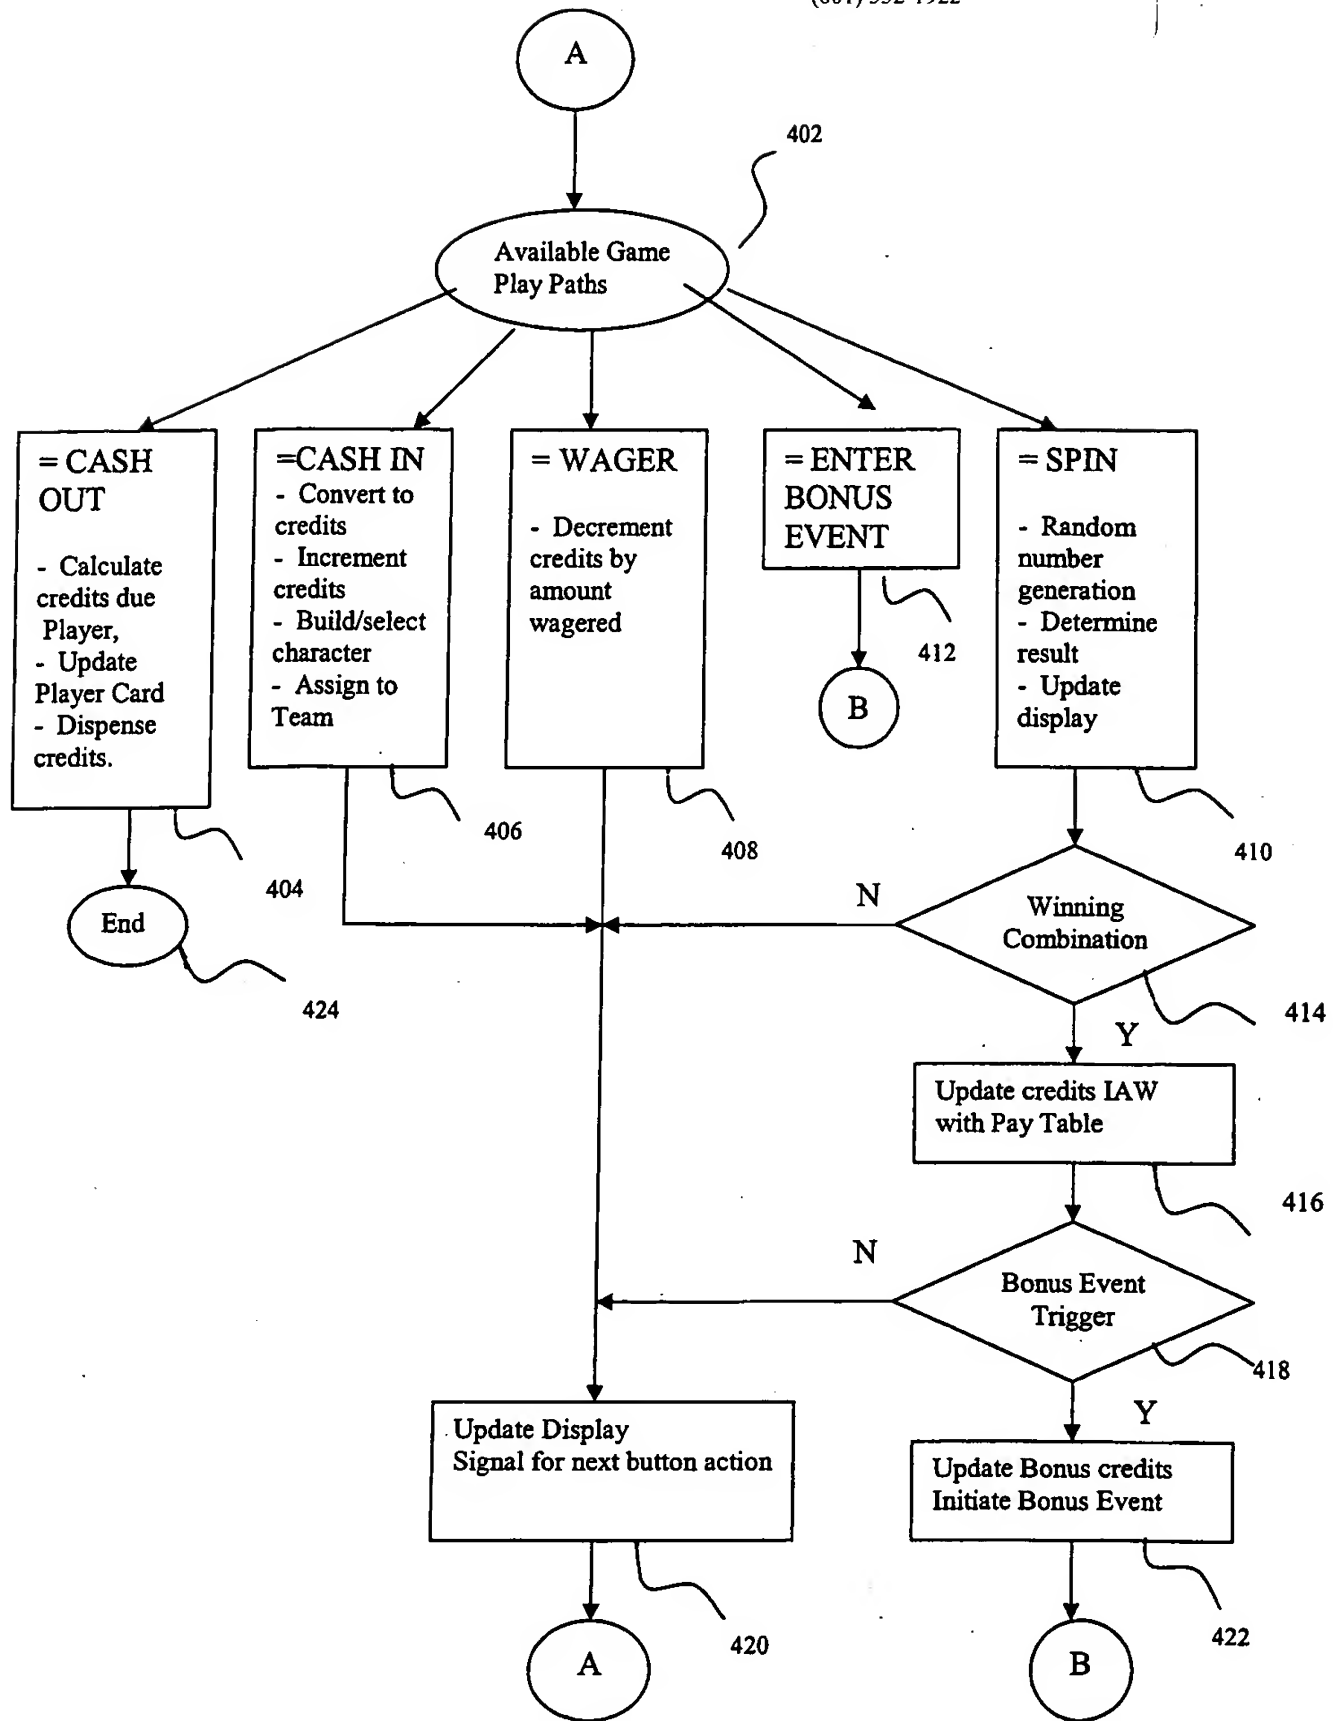 A
402
Available Game
Play Paths
= CASH
OUT
- Calculate
credits due
Player,
- Update
Player Card
- Dispense
credits.
=CASH IN
- Convert to
credits
- Increment
credits
- Build/select
character
- Assign to
Team
= WAGER
- Decrement
credits by
amount
wagered
= ENTER
BONUS
EVENT
= SPIN
- Random
number
generation
- Determine
result
- Update
display
412
B
406
408
410
404
End
424
N
Winning
Combination
414
Y
Update credits IAW
with Pay Table
416
N
Bonus Event
Trigger
418
Y
Update Display
Signal for next button action
Update Bonus credits
Initiate Bonus Event
420
422
A
B